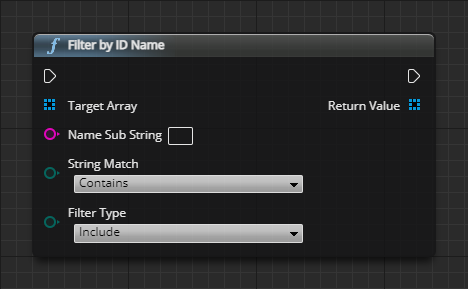 Filter by ID Name
Target Array
Return Value
Name Sub String
String Match
Contains
Filter Type
Include